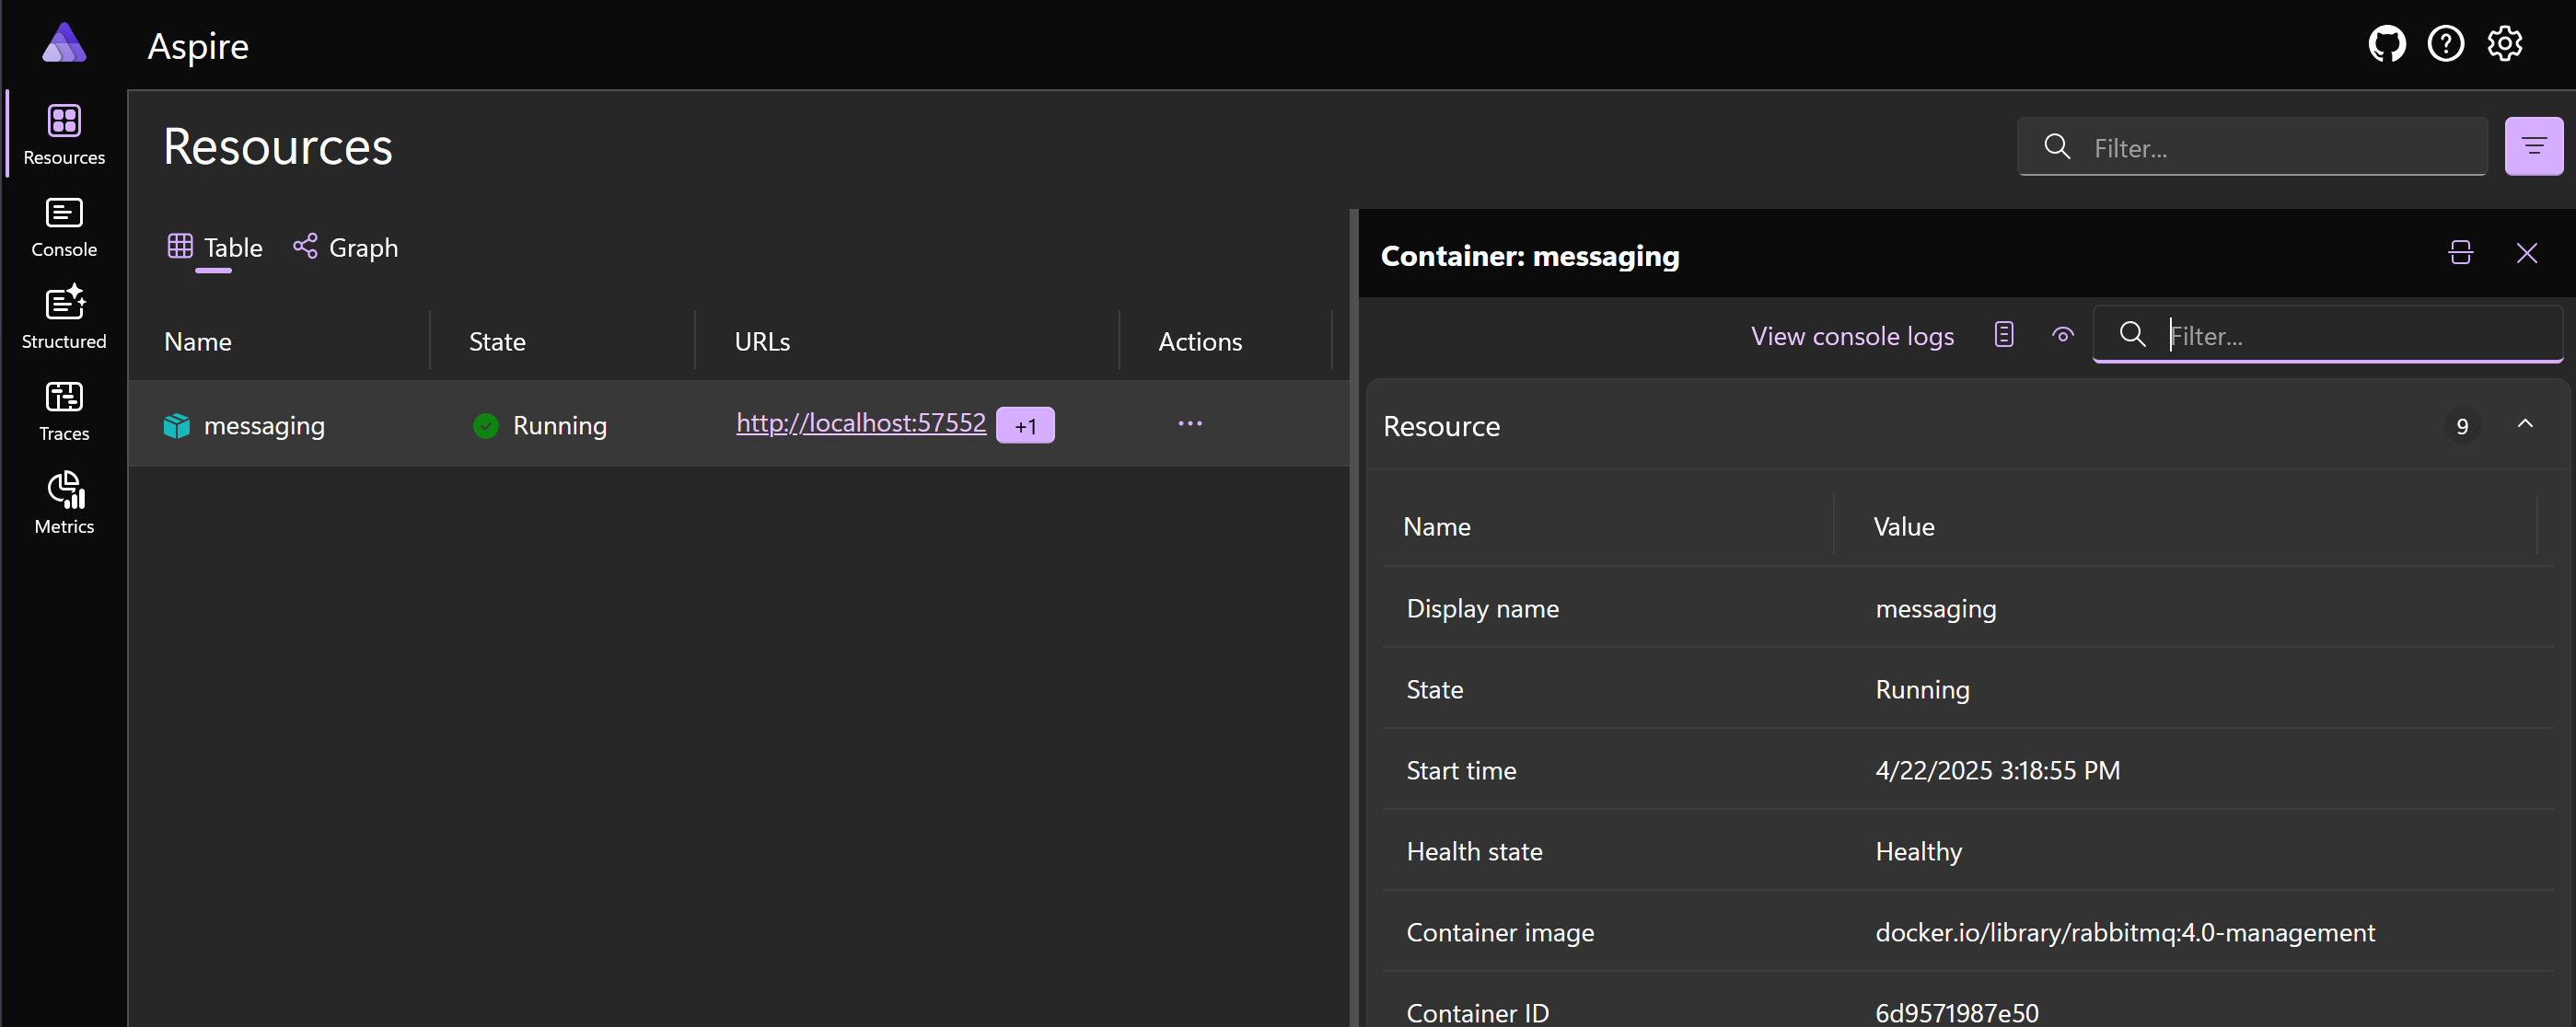 Aspire
Resources
Console
Structured
Traces
Metrics
Resources
Filter...
Table
Graph
Name
State
URLs
Actions
messaging
Running
http://localhost:57552
+1
Container: messaging
View console logs
Filter...
Resource
9
Name
Value
Display name
messaging
State
Running
Start time
4/22/2025 3:18:55 PM
Health state
Healthy
Container image
docker.io/library/rabbitmq:4.0-management
Container ID
6d9571987e50